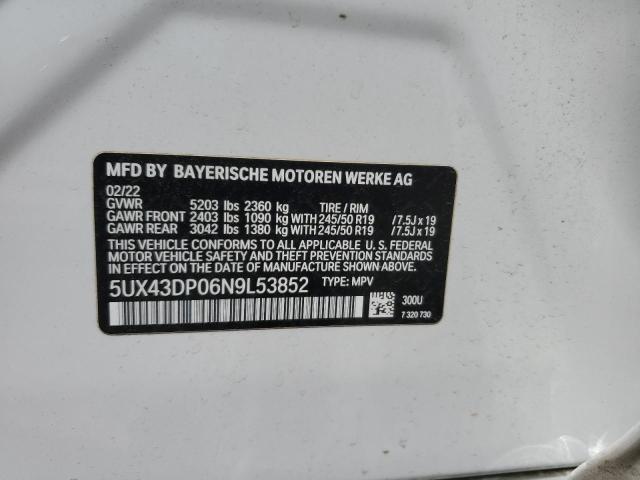 MFD BY BAYERISCHE MOTOREN WERKE AG
02/22
GVWR 5203 lbs 2360 kg TIRE / RIM
GAWR FRONT 2403 lbs 1090 kg WITH 245/50 R19 / 7.5J x 19
GAWR REAR 3042 lbs 1380 kg WITH 245/50 R19 / 7.5J x 19
THIS VEHICLE CONFORMS TO ALL APPLICABLE U. S. FEDERAL
MOTOR VEHICLE SAFETY AND THEFT PREVENTION STANDARDS
IN EFFECT ON THE DATE OF MANUFACTURE SHOWN ABOVE.
5UX43DP06N9L53852 TYPE: MPV
300U
7 320 730